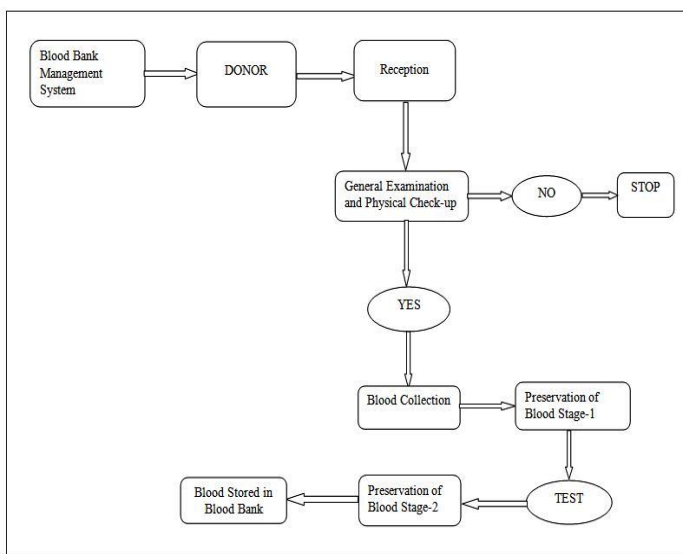 Blood Bank
Management
System
DONOR
Reception
General Examination
and Physical Check-up
NO
STOP
YES
Blood Collection
Preservation of
Blood Stage-1
TEST
Preservation of
Blood Stage-2
Blood Stored in
Blood Bank